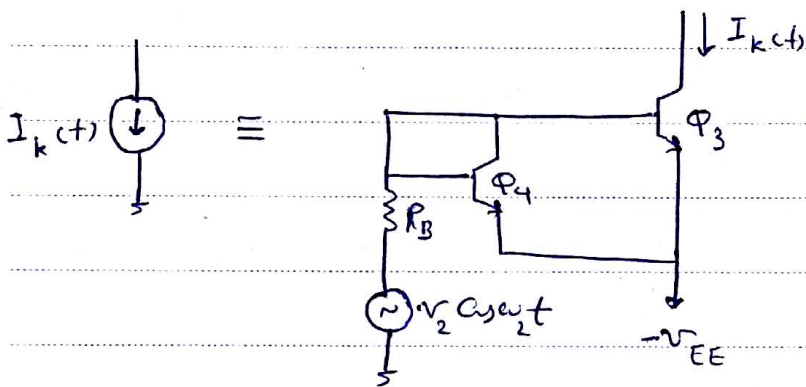 I_k(t)
I_k(t) ≡
Q_3
Q_4
R_B
~ v_2 Cos ω_2 t
-V_EE